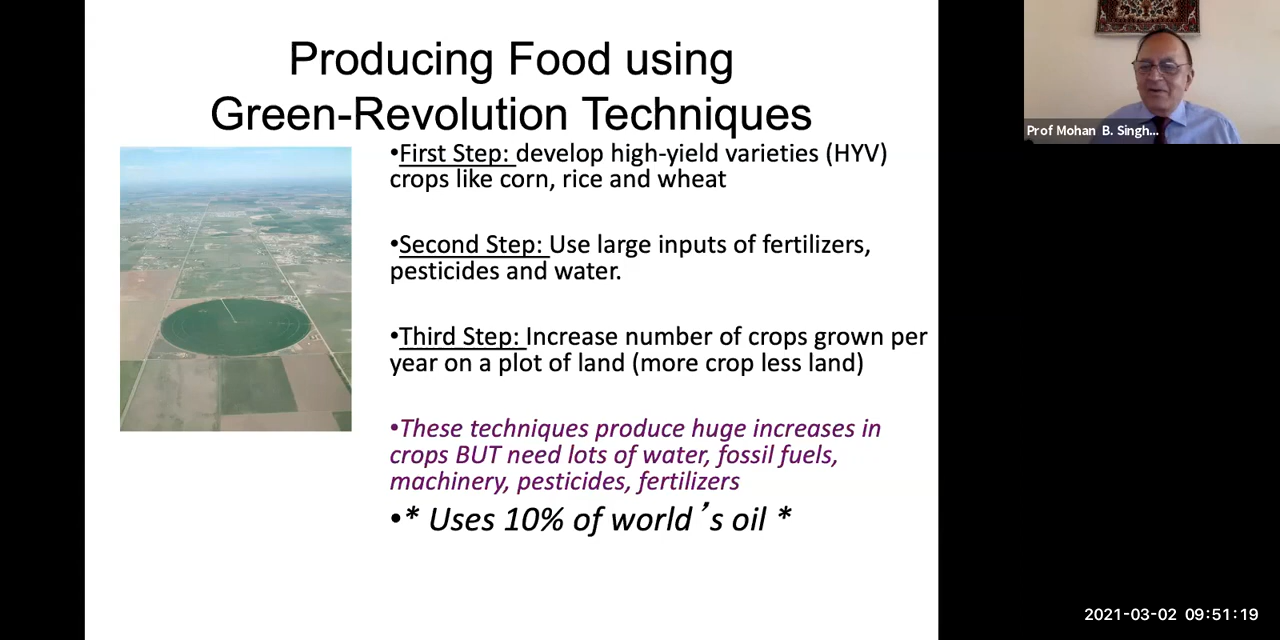 Producing Food using
Green-Revolution Techniques
•First Step: develop high-yield varieties (HYV)
crops like corn, rice and wheat
•Second Step: Use large inputs of fertilizers,
pesticides and water.
•Third Step: Increase number of crops grown per
year on a plot of land (more crop less land)
•These techniques produce huge increases in
crops BUT need lots of water, fossil fuels,
machinery, pesticides, fertilizers
•* Uses 10% of world’s oil *
Prof Mohan B. Singh...
2021-03-02 09:51:19